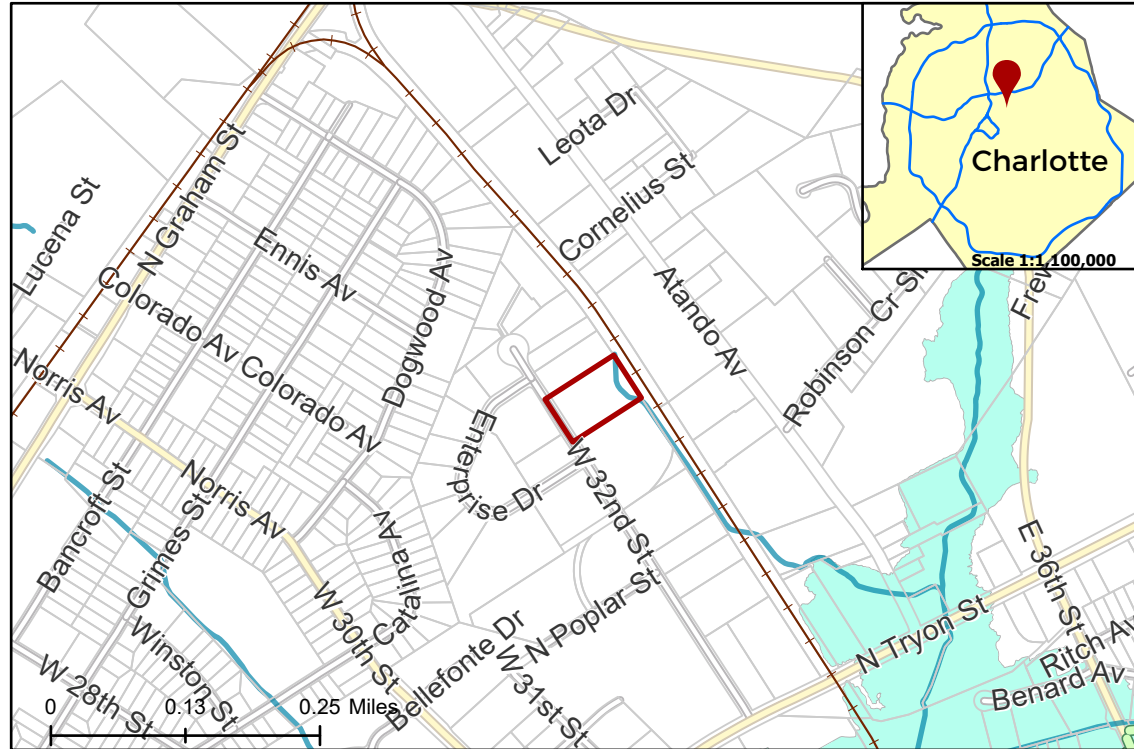 Leota Dr
Charlotte
Scale 1:1,100,000
N Graham St
Lucena St
Cornelius St
Ennis Av
Dogwood Av
Atando Av
Robinson Cr
Frew
Colorado Av
Colorado Av
Norris Av
Enterprise Dr
W 32nd St
Norris Av
Bancroft St
Grimes St
Catalina Av
E 36th St
W 30th St
N Poplar St
N Tryon St
Catalina
Winston St
Bellefonte Dr
W 31st St
Ritch Av
Benard Av
W 28th St
0 0.13 0.25 Miles